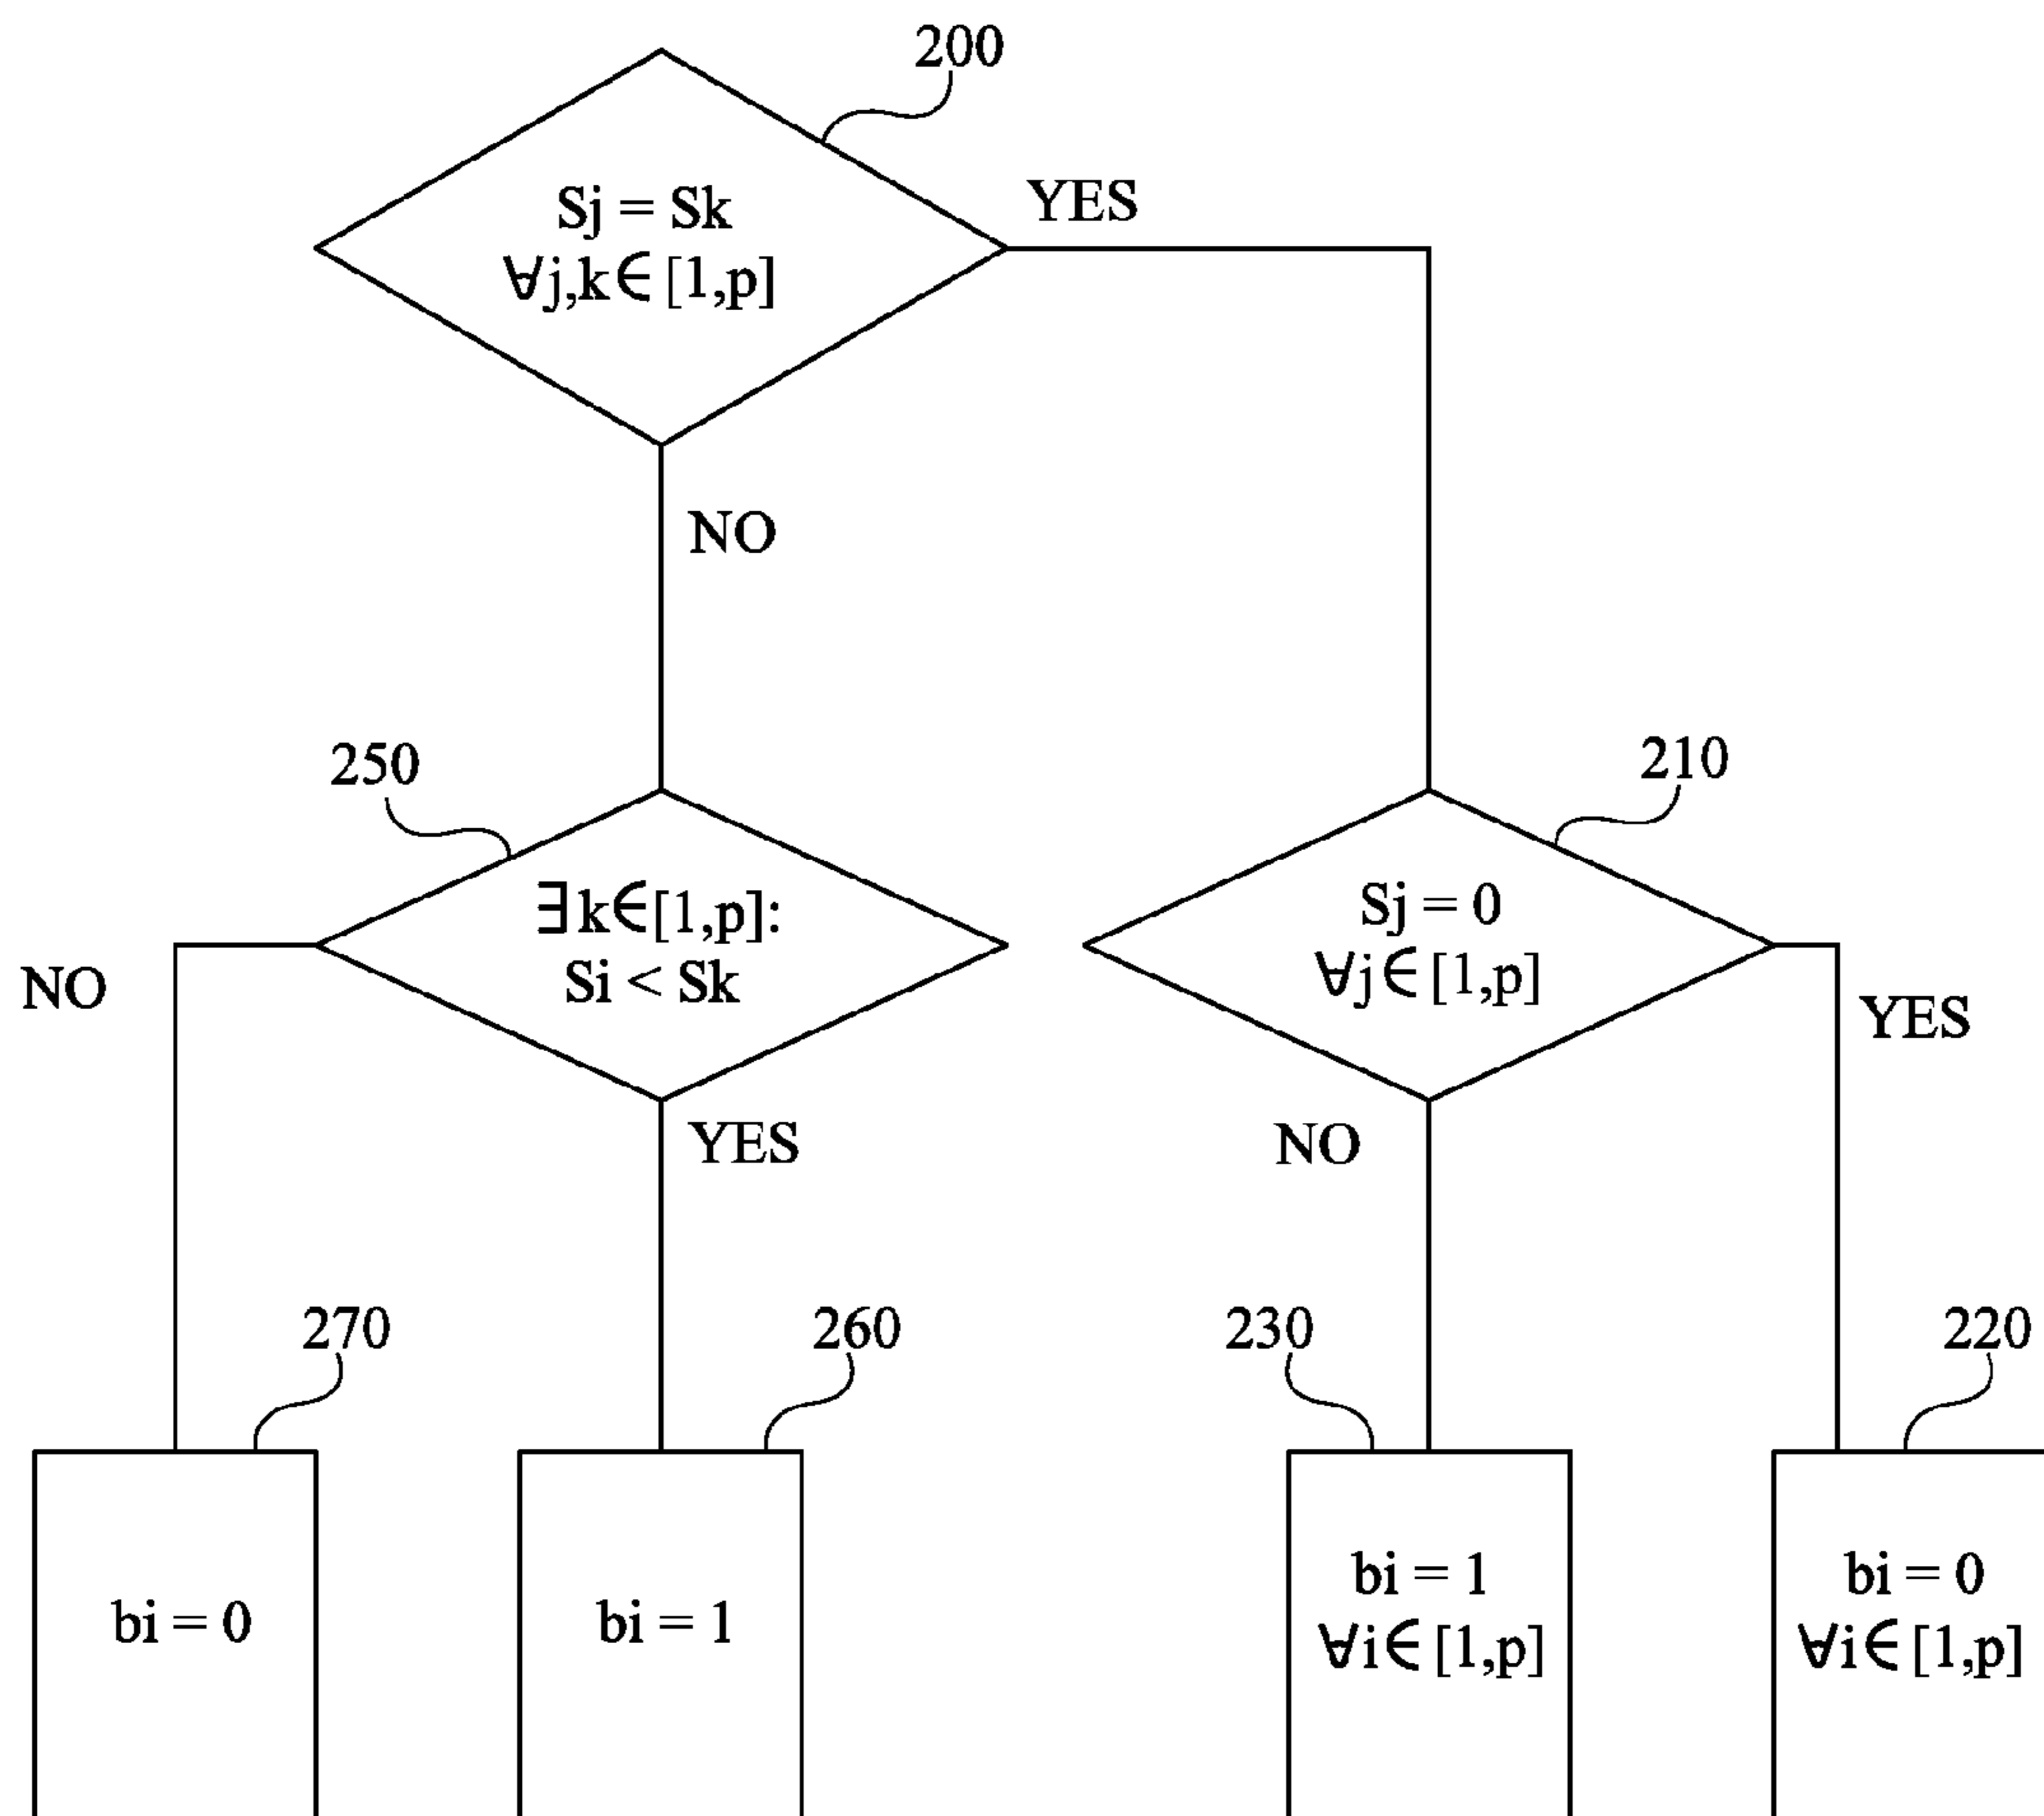 200
Sj = Sk
∀j,k∈[1,p]
YES
NO
250
210
∃k∈[1,p]:
Si < Sk
Sj = 0
∀j∈[1,p]
NO
YES
YES
NO
270
260
230
220
bi = 0
bi = 1
bi = 1
∀i∈[1,p]
bi = 0
∀i∈[1,p]